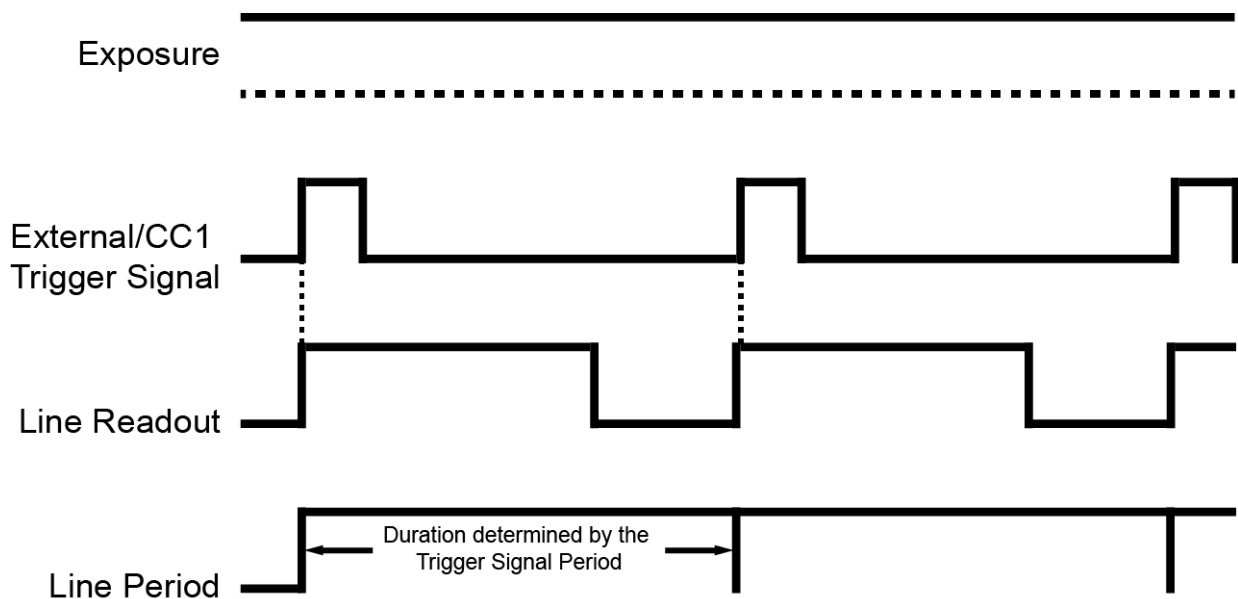 Exposure
External/CC1
Trigger Signal
Line Readout
Duration determined by the
Trigger Signal Period
Line Period